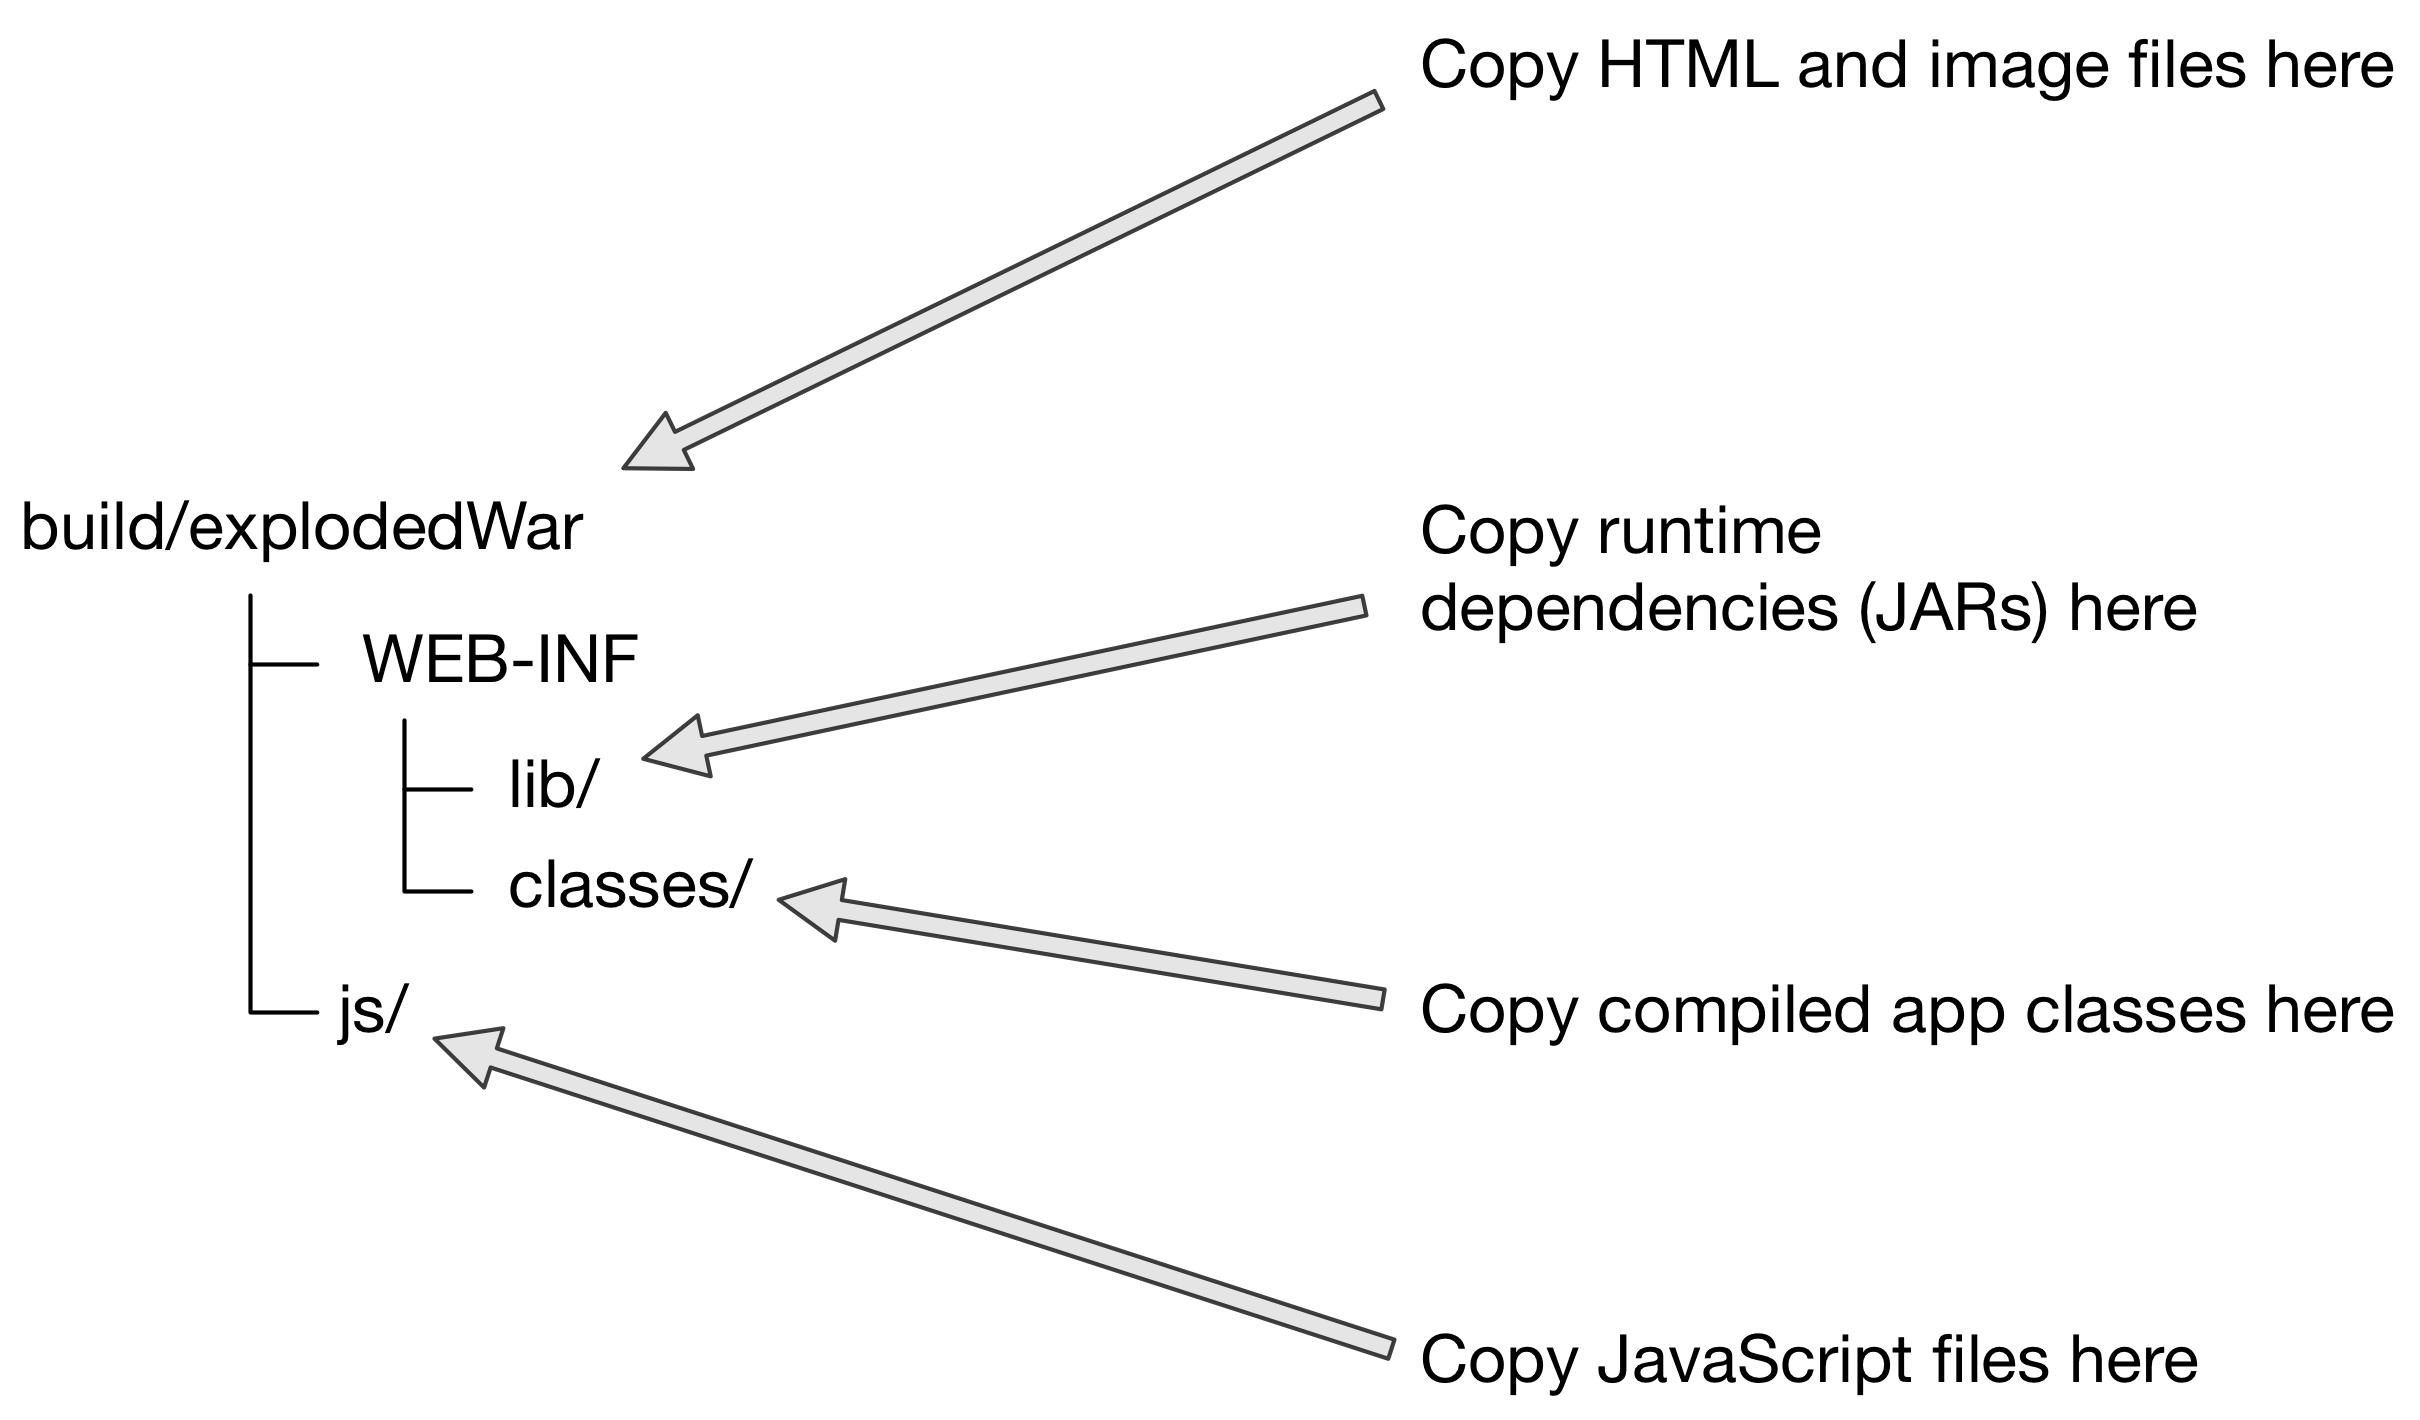 Copy HTML and image files here
build/explodedWar
Copy runtime
dependencies (JARs) here
WEB-INF
lib/
classes/
js/
Copy compiled app classes here
Copy JavaScript files here